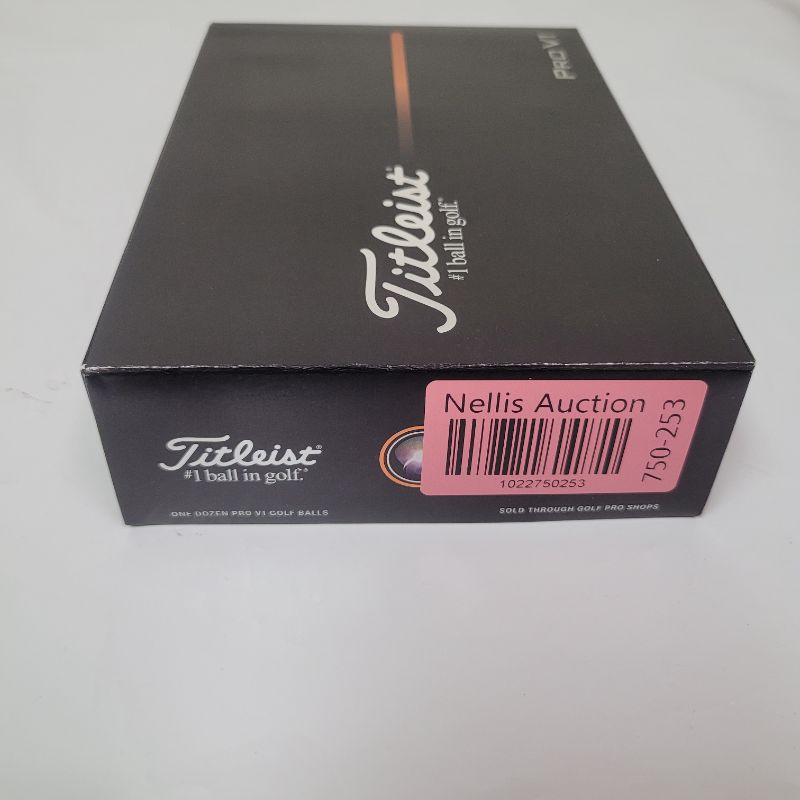 PRO V1
Titleist
#1 ball in golf.™
Titleist®
#1 ball in golf.®
ONE DOZEN PRO V1 GOLF BALLS
Nellis Auction
1022750253
750-253
SOLD THROUGH GOLF PRO SHOPS